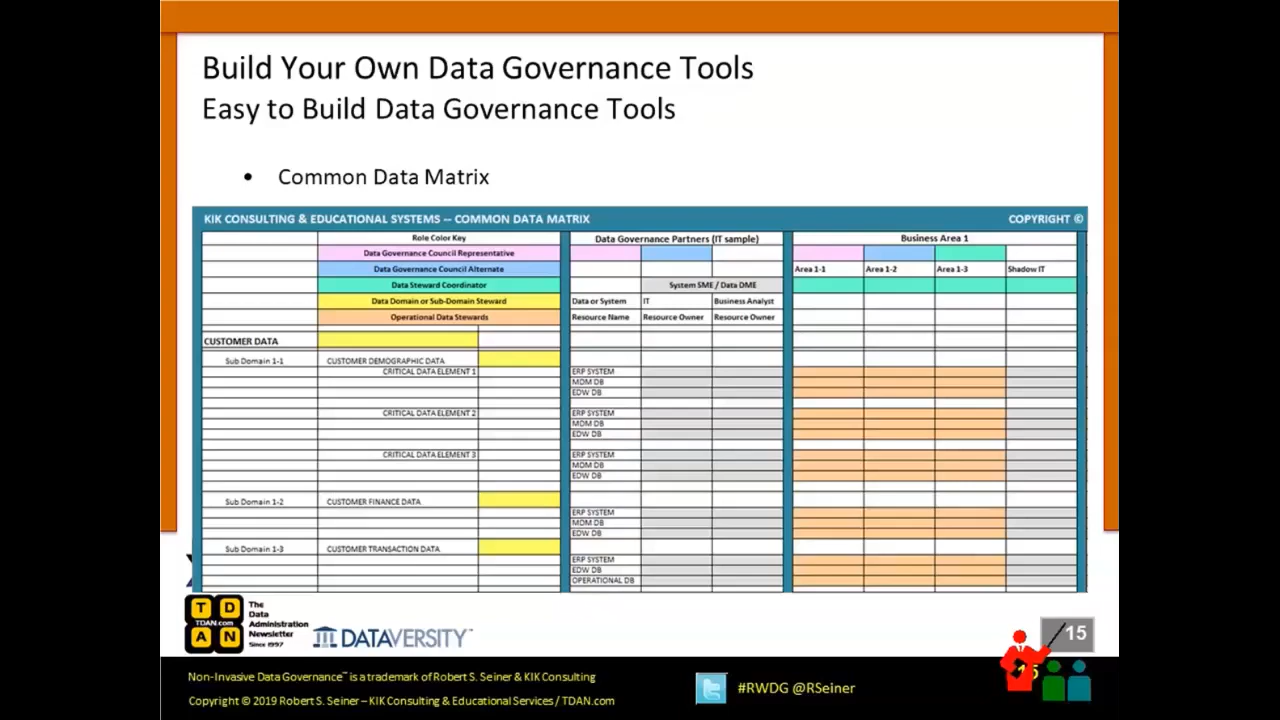 Build Your Own Data Governance Tools
Easy to Build Data Governance Tools
• Common Data Matrix
KIK CONSULTING & EDUCATIONAL SYSTEMS -- COMMON DATA MATRIX COPYRIGHT ©
Role Color Key Data Governance Partners (IT sample) Business Area 1
Data Governance Council Representative
Data Governance Council Alternate Area 1-1 Area 1-2 Area 1-3 Shadow IT
Data Steward Coordinator System SME / Data DME
Data Domain or Sub-Domain Steward Data or System IT Business Analyst
Operational Data Stewards Resource Name Resource Owner Resource Owner
CUSTOMER DATA
Sub Domain 1-1 CUSTOMER DEMOGRAPHIC DATA
CRITICAL DATA ELEMENT 1 ERP SYSTEM
MDM DB
EDW DB
CRITICAL DATA ELEMENT 2 ERP SYSTEM
MDM DB
EDW DB
CRITICAL DATA ELEMENT 3 ERP SYSTEM
MDM DB
EDW DB
Sub Domain 1-2 CUSTOMER FINANCE DATA
ERP SYSTEM
MDM DB
EDW DB
Sub Domain 1-3 CUSTOMER TRANSACTION DATA
ERP SYSTEM
EDW DB
OPERATIONAL DB
T D
TDAN.com
A N
The
Data
Administration
Newsletter
Since 1997
DATAVERSITY™
15
Non-Invasive Data Governance™ is a trademark of Robert S. Seiner & KIK Consulting
Copyright © 2019 Robert S. Seiner – KIK Consulting & Educational Services / TDAN.com
#RWDG @RSeiner